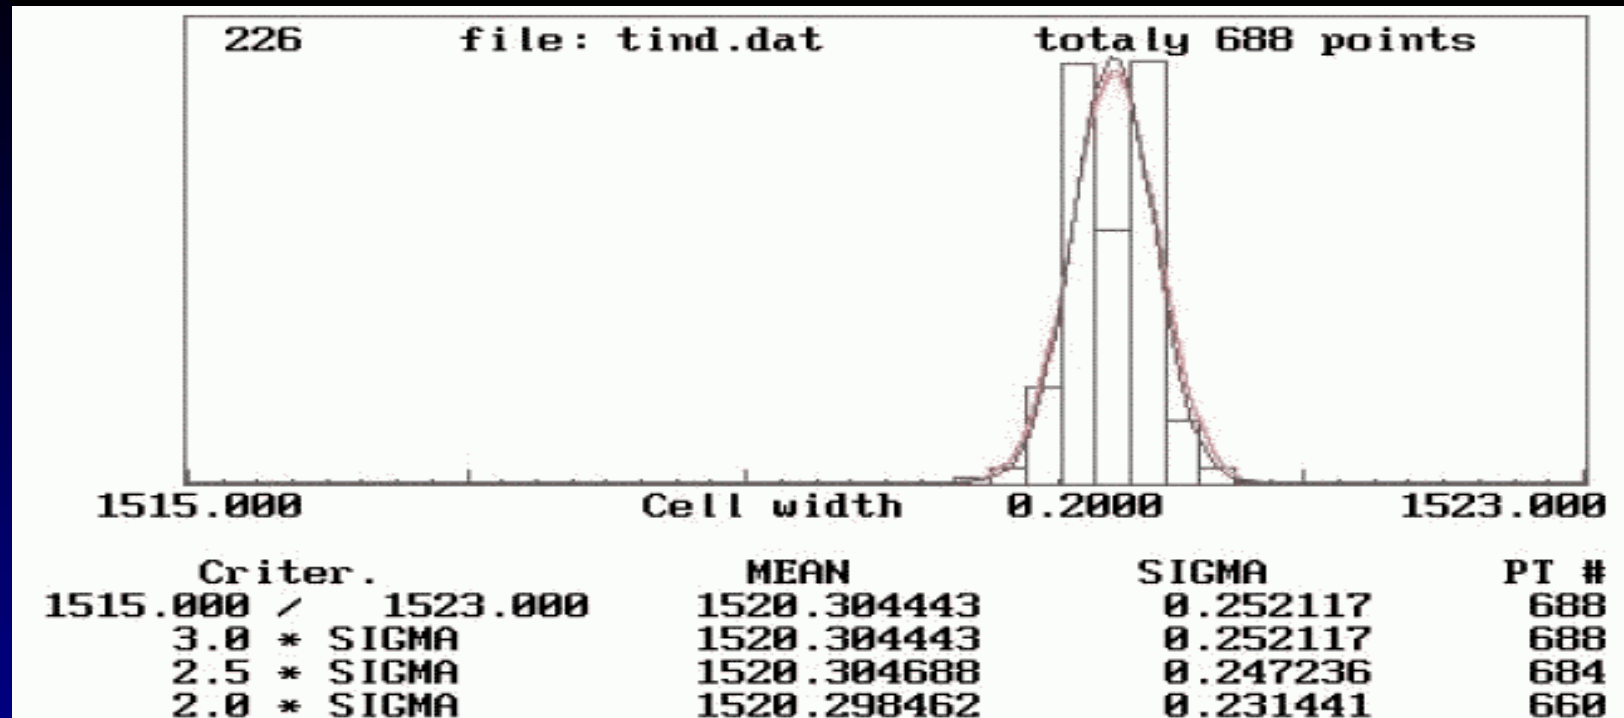 226 file: tind.dat totaly 688 points
1515.000 Cell width 0.2000 1523.000
Criter. MEAN SIGMA PT #
1515.000 / 1523.000 1520.304443 0.252117 688
3.0 * SIGMA 1520.304443 0.252117 688
2.5 * SIGMA 1520.304688 0.247236 684
2.0 * SIGMA 1520.298462 0.231441 660